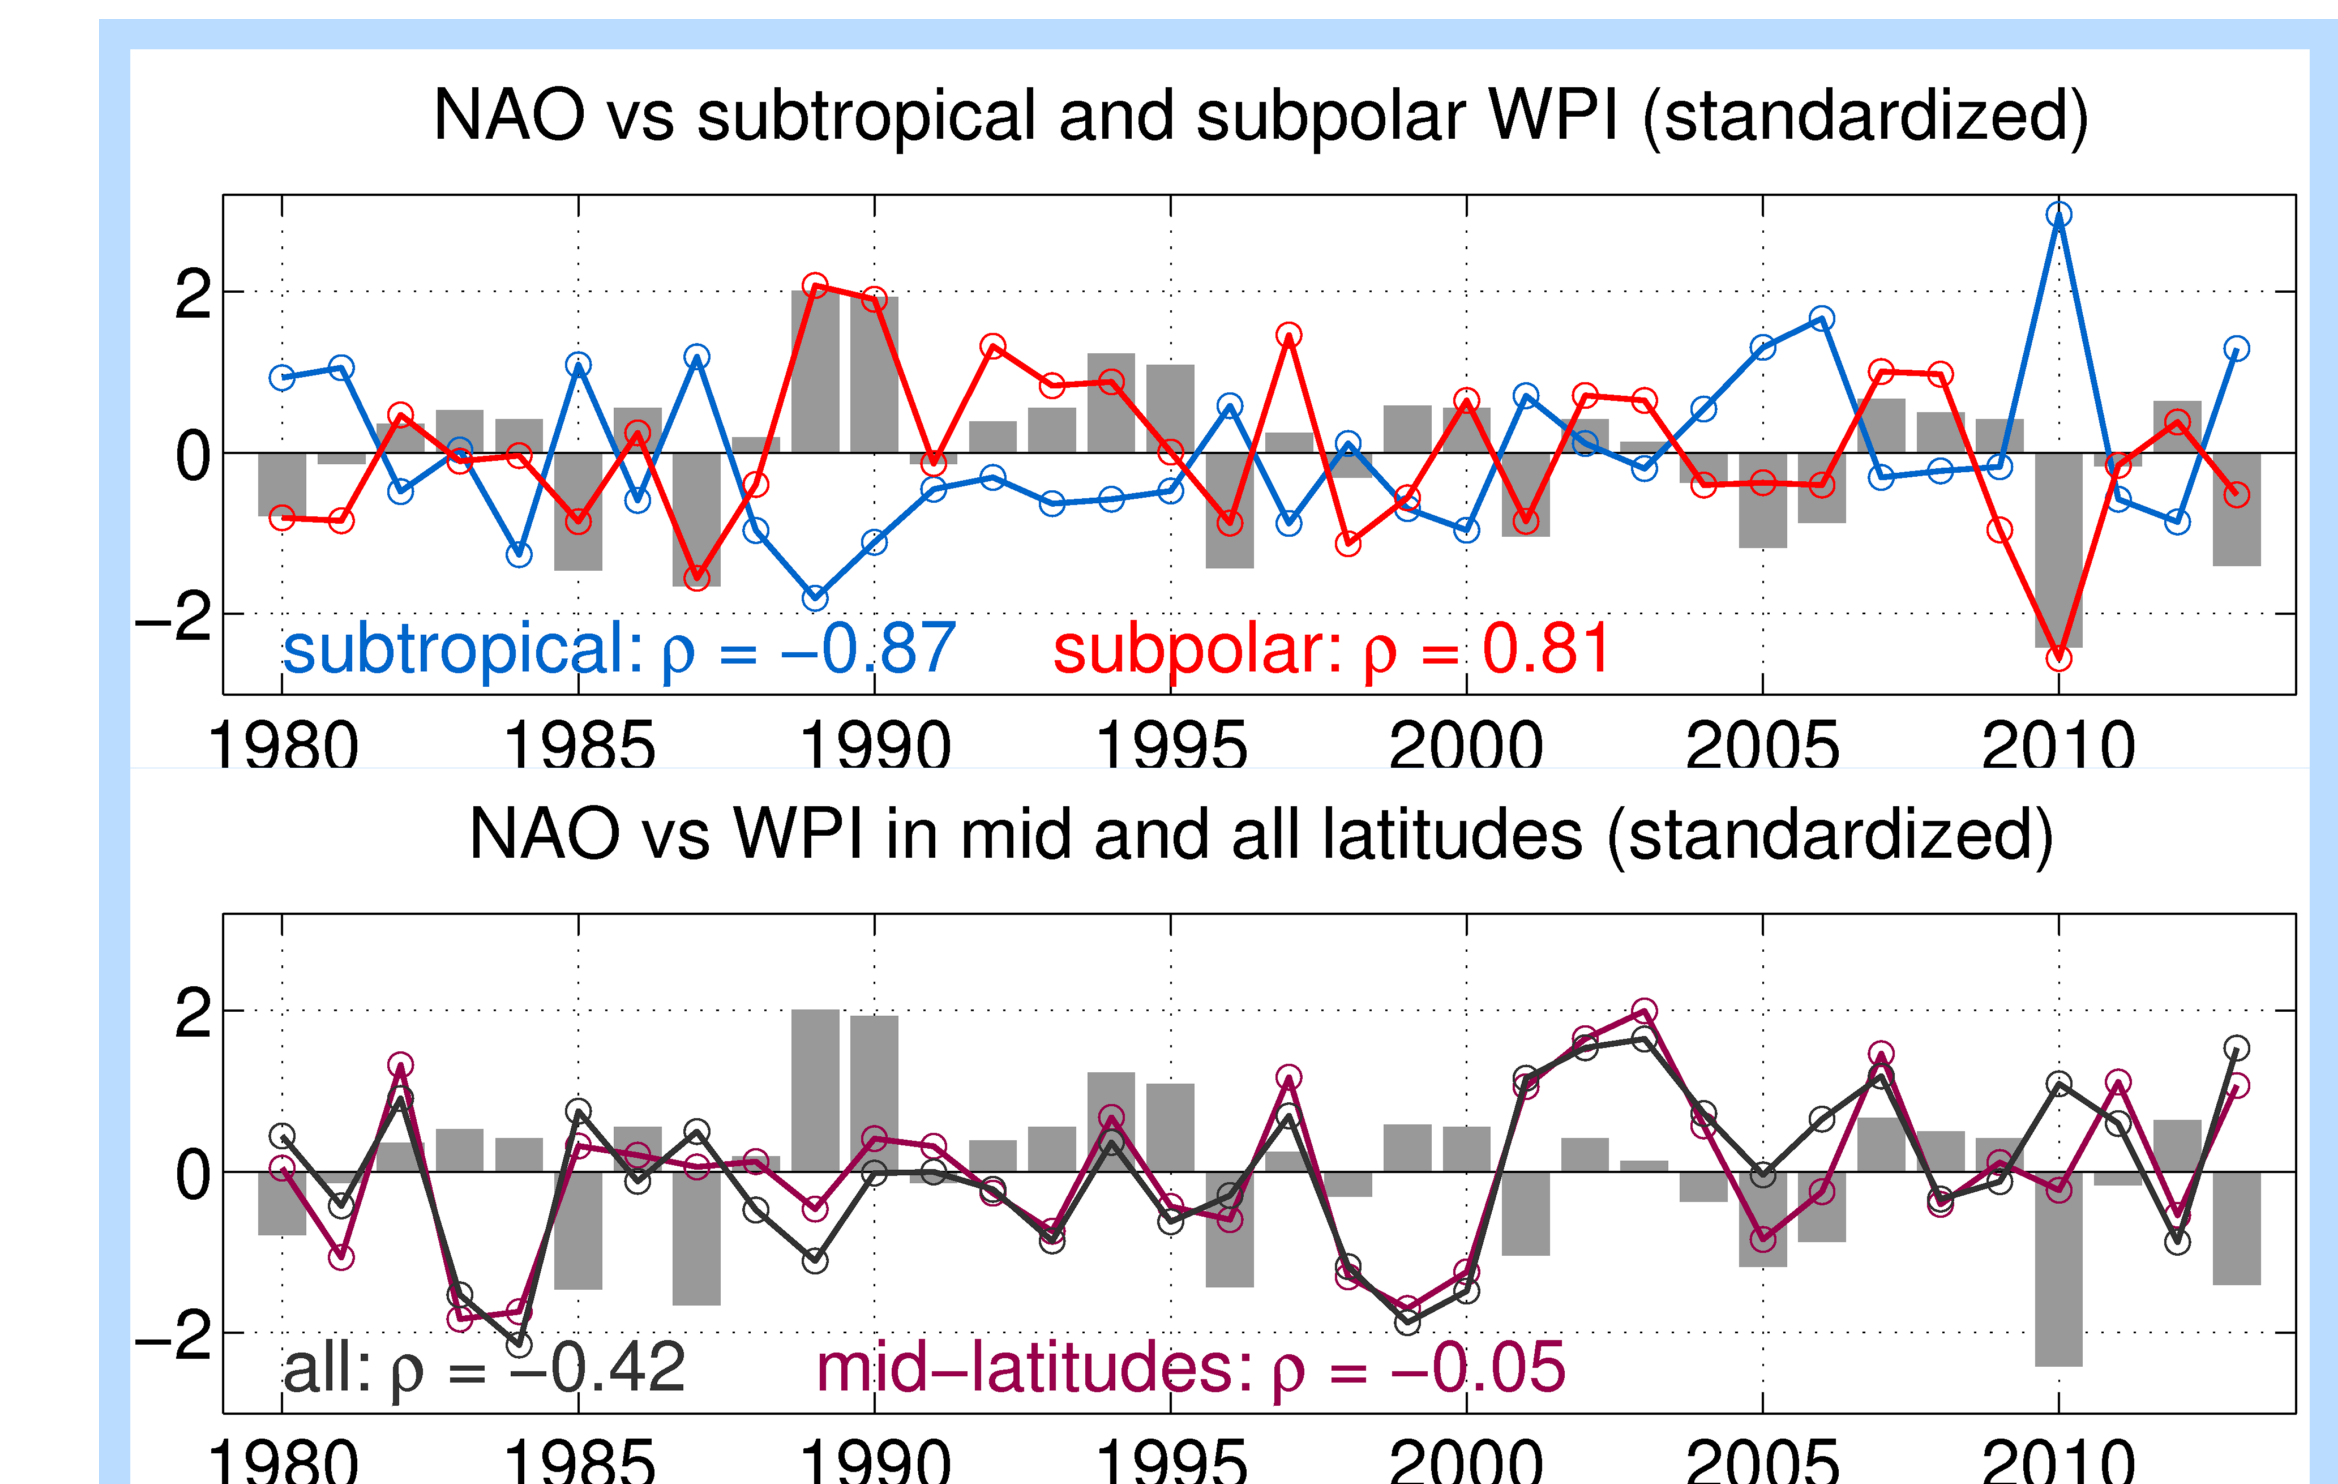 NAO vs subtropical and subpolar WPI (standardized)
2
0
−2
subtropical: ρ = −0.87 subpolar: ρ = 0.81
1980 1985 1990 1995 2000 2005 2010
NAO vs WPI in mid and all latitudes (standardized)
2
0
−2
all: ρ = −0.42 mid−latitudes: ρ = −0.05
1980 1985 1990 1995 2000 2005 2010